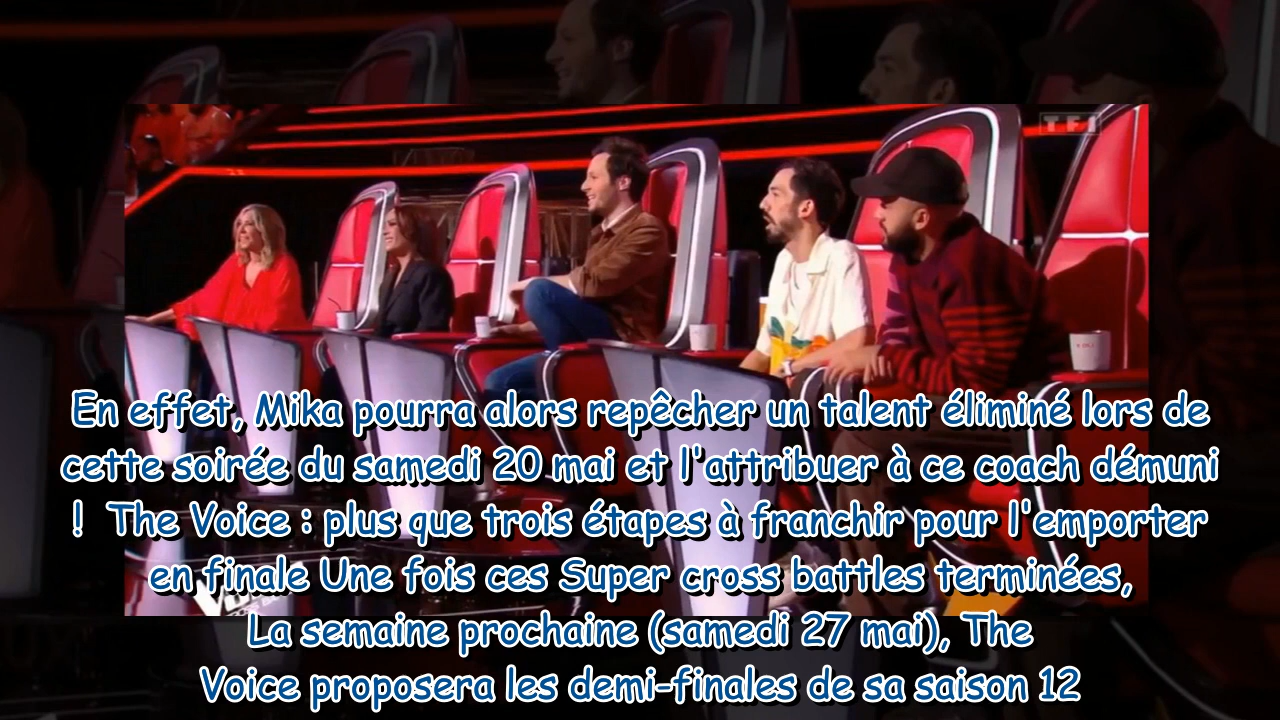 TF1
En effet, Mika pourra alors repêcher un talent éliminé lors de
cette soirée du samedi 20 mai et l'attribuer à ce coach démuni
!  The Voice : plus que trois étapes à franchir pour l'emporter
en finale Une fois ces Super cross battles terminées,
La semaine prochaine (samedi 27 mai), The
Voice proposera les demi-finales de sa saison 12